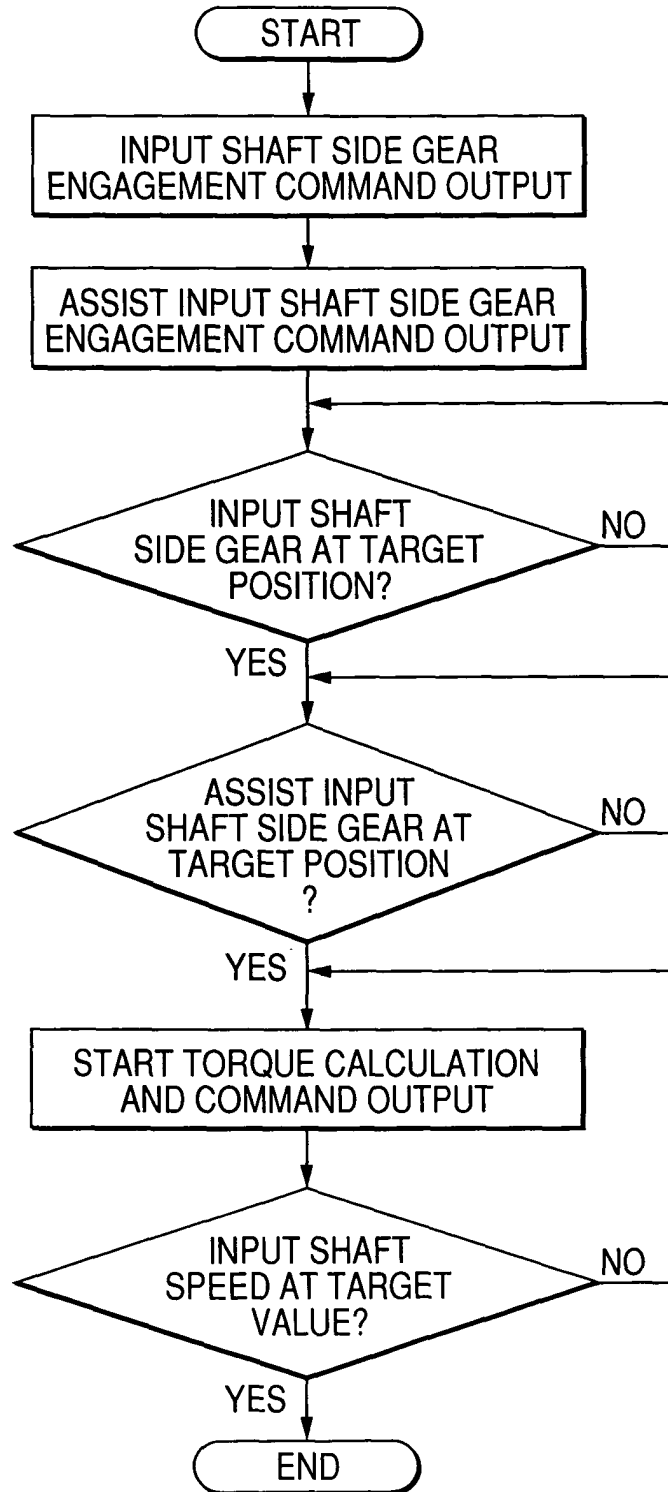 START
INPUT SHAFT SIDE GEAR
ENGAGEMENT COMMAND OUTPUT
ASSIST INPUT SHAFT SIDE GEAR
ENGAGEMENT COMMAND OUTPUT
INPUT SHAFT
SIDE GEAR AT TARGET
POSITION?
NO
YES
ASSIST INPUT
SHAFT SIDE GEAR AT
TARGET POSITION
?
NO
YES
START TORQUE CALCULATION
AND COMMAND OUTPUT
INPUT SHAFT
SPEED AT TARGET
VALUE?
NO
YES
END